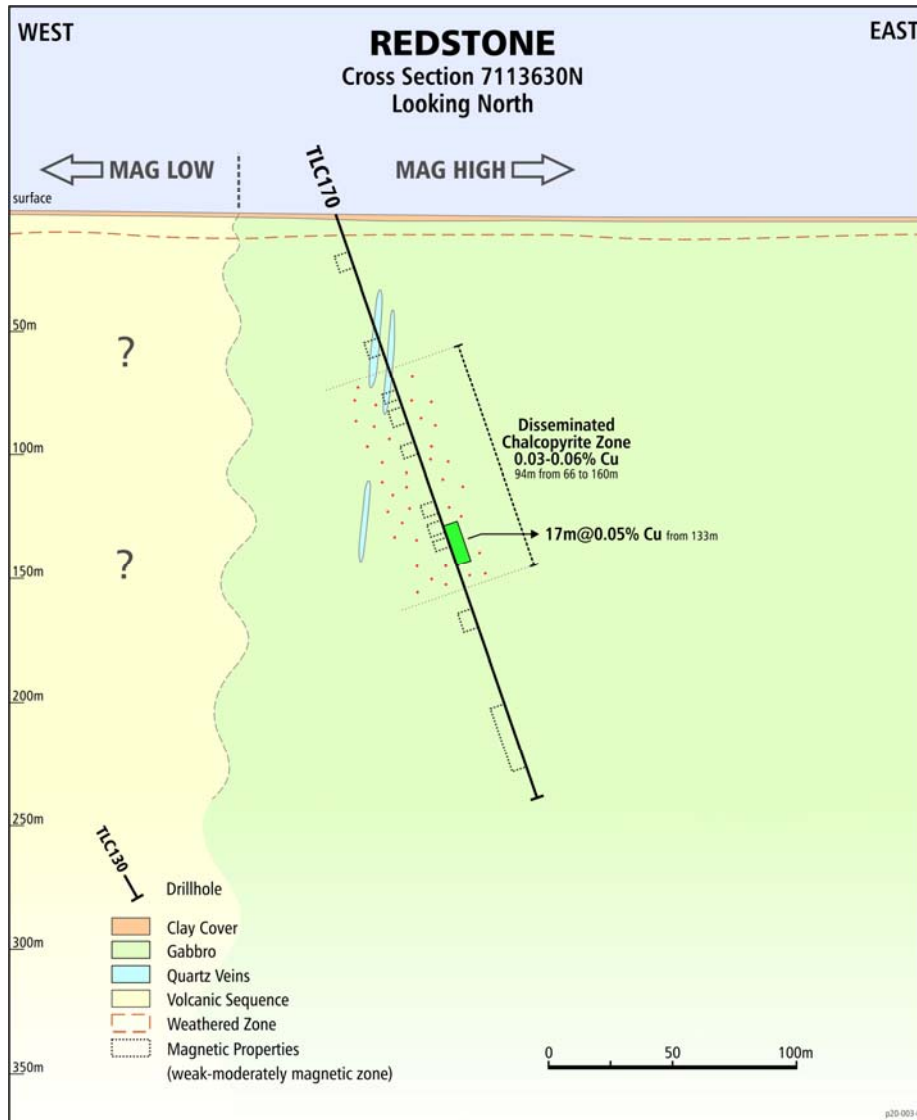 WEST
REDSTONE
EAST
Cross Section 7113630N
Looking North
MAG LOW
TLC170
MAG HIGH
surface
50m
?
Disseminated
Chalcopyrite Zone
0.03-0.06% Cu
94m from 66 to 160m
100m
17m@0.05% Cu from 133m
?
150m
200m
250m
TLC130
Drillhole
Clay Cover
Gabbro
Quartz Veins
Volcanic Sequence
Weathered Zone
Magnetic Properties
(weak-moderately magnetic zone)
300m
350m
0 50 100m